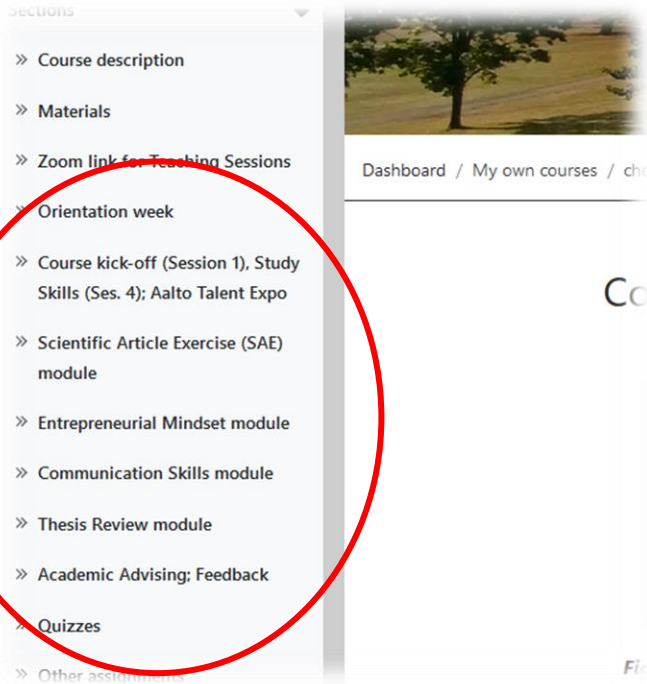 Sections
» Course description
» Materials
» Zoom link for Teaching Sessions
» Orientation week
» Course kick-off (Session 1), Study
Skills (Ses. 4); Aalto Talent Expo
» Scientific Article Exercise (SAE)
module
» Entrepreneurial Mindset module
» Communication Skills module
» Thesis Review module
» Academic Advising; Feedback
» Quizzes
» Other assignments
Dashboard / My own courses /